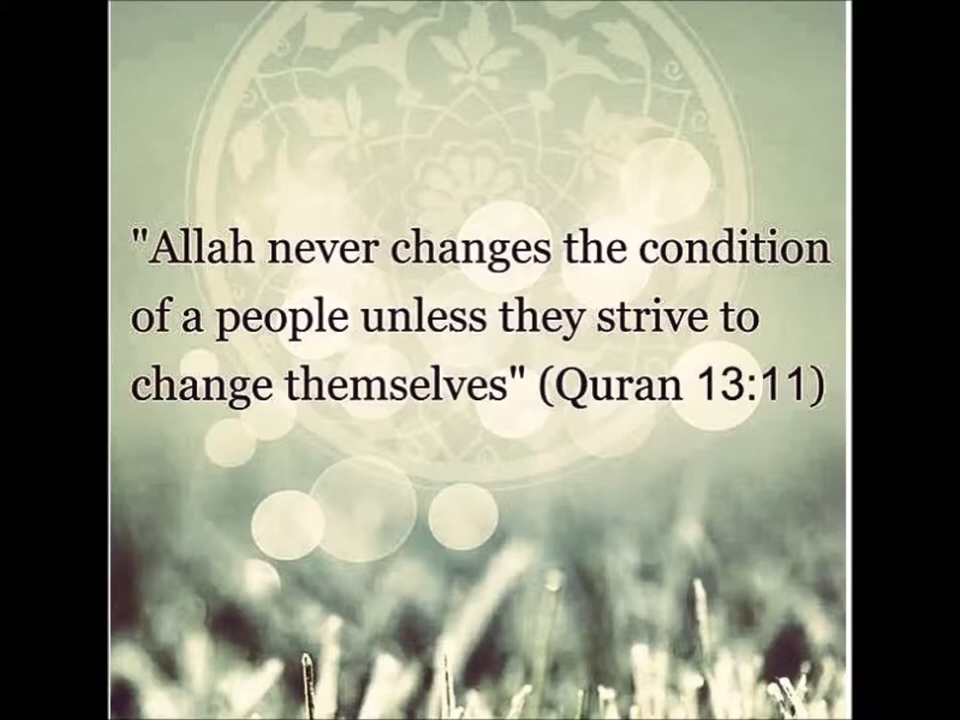 "Allah never changes the condition
of a people unless they strive to
change themselves" (Quran 13:11)